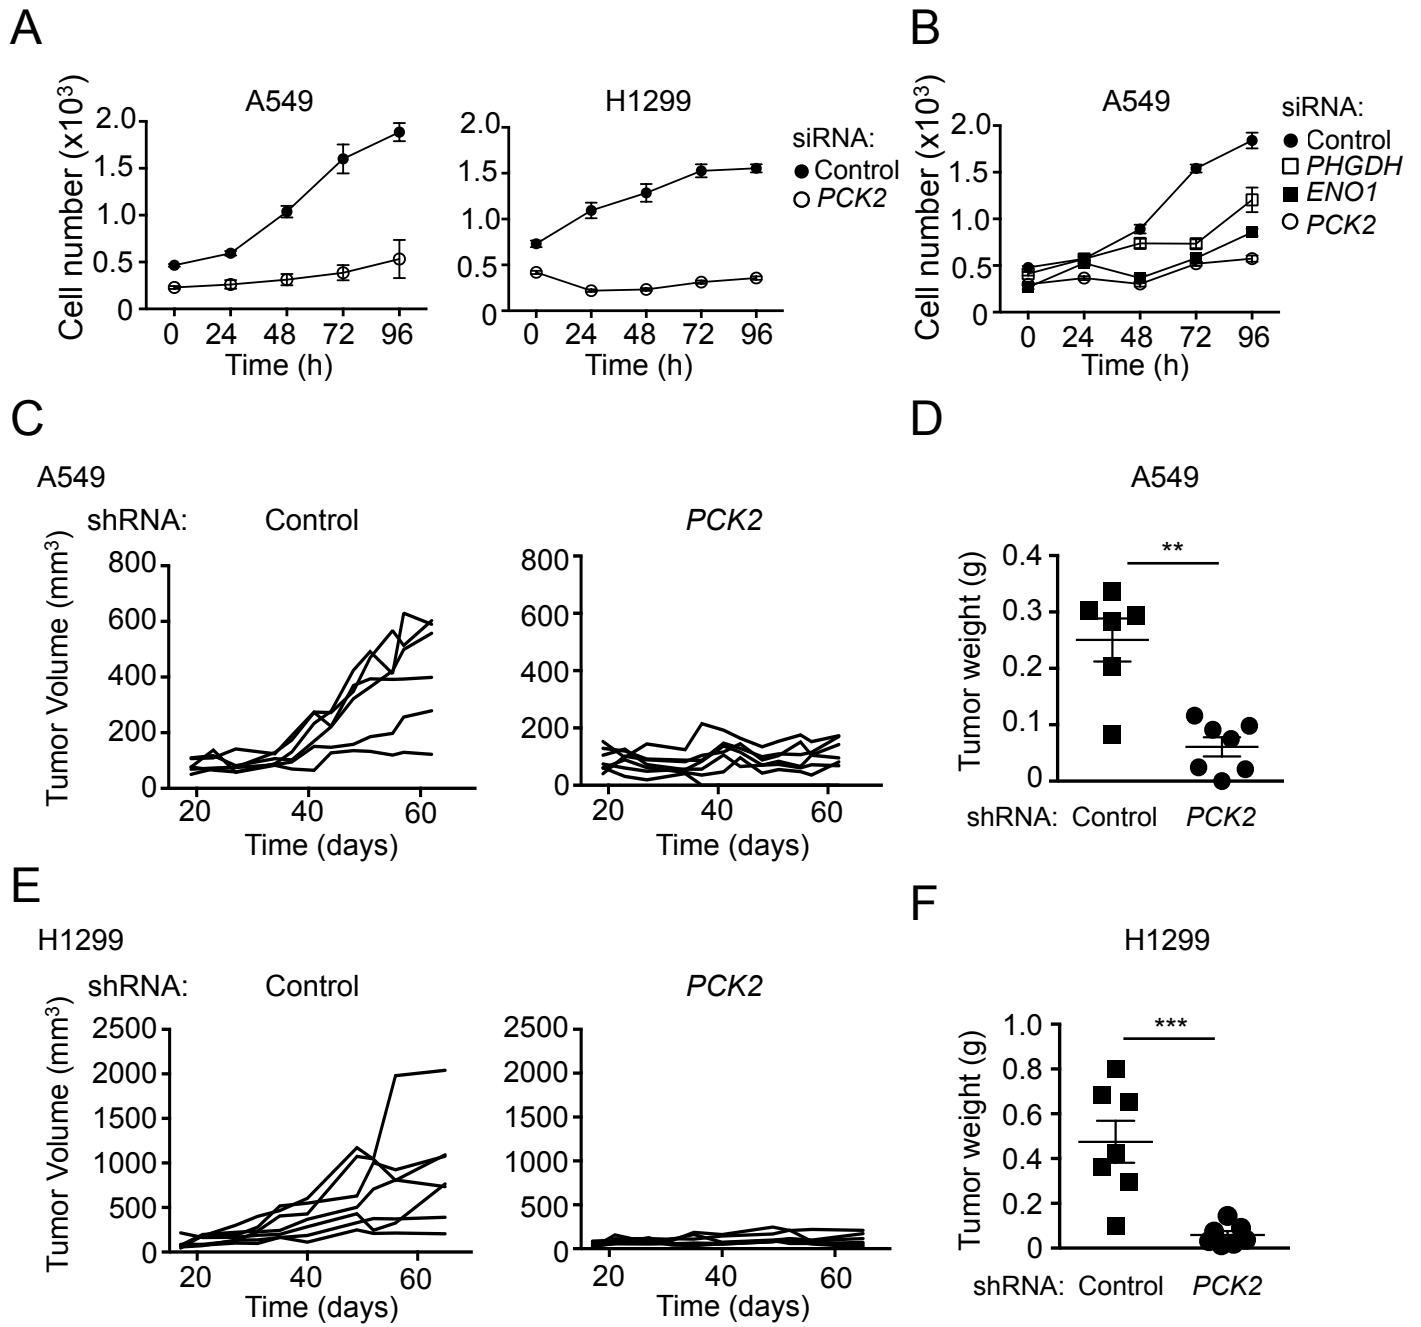 A
B
A549
H1299
A549
Cell number (x10³)
2.0
1.5
1.0
0.5
0
0 24 48 72 96
Time (h)
2.0
1.5
1.0
0.5
0
0 24 48 72 96
Time (h)
siRNA:
Control
PCK2
Cell number (x10³)
2.0
1.5
1.0
0.5
0
0 24 48 72 96
Time (h)
siRNA:
Control
PHGDH
ENO1
PCK2
C
D
A549
shRNA: Control PCK2
Tumor Volume (mm³)
800
600
400
200
0
20 40 60
Time (days)
800
600
400
200
0
20 40 60
Time (days)
A549
**
Tumor weight (g)
0.4
0.3
0.2
0.1
0
shRNA: Control PCK2
E
F
H1299
shRNA: Control PCK2
Tumor Volume (mm³)
2500
2000
1500
1000
500
0
20 40 60
Time (days)
2500
2000
1500
1000
500
0
20 40 60
Time (days)
H1299
***
Tumor weight (g)
1.0
0.8
0.6
0.4
0.2
0
shRNA: Control PCK2